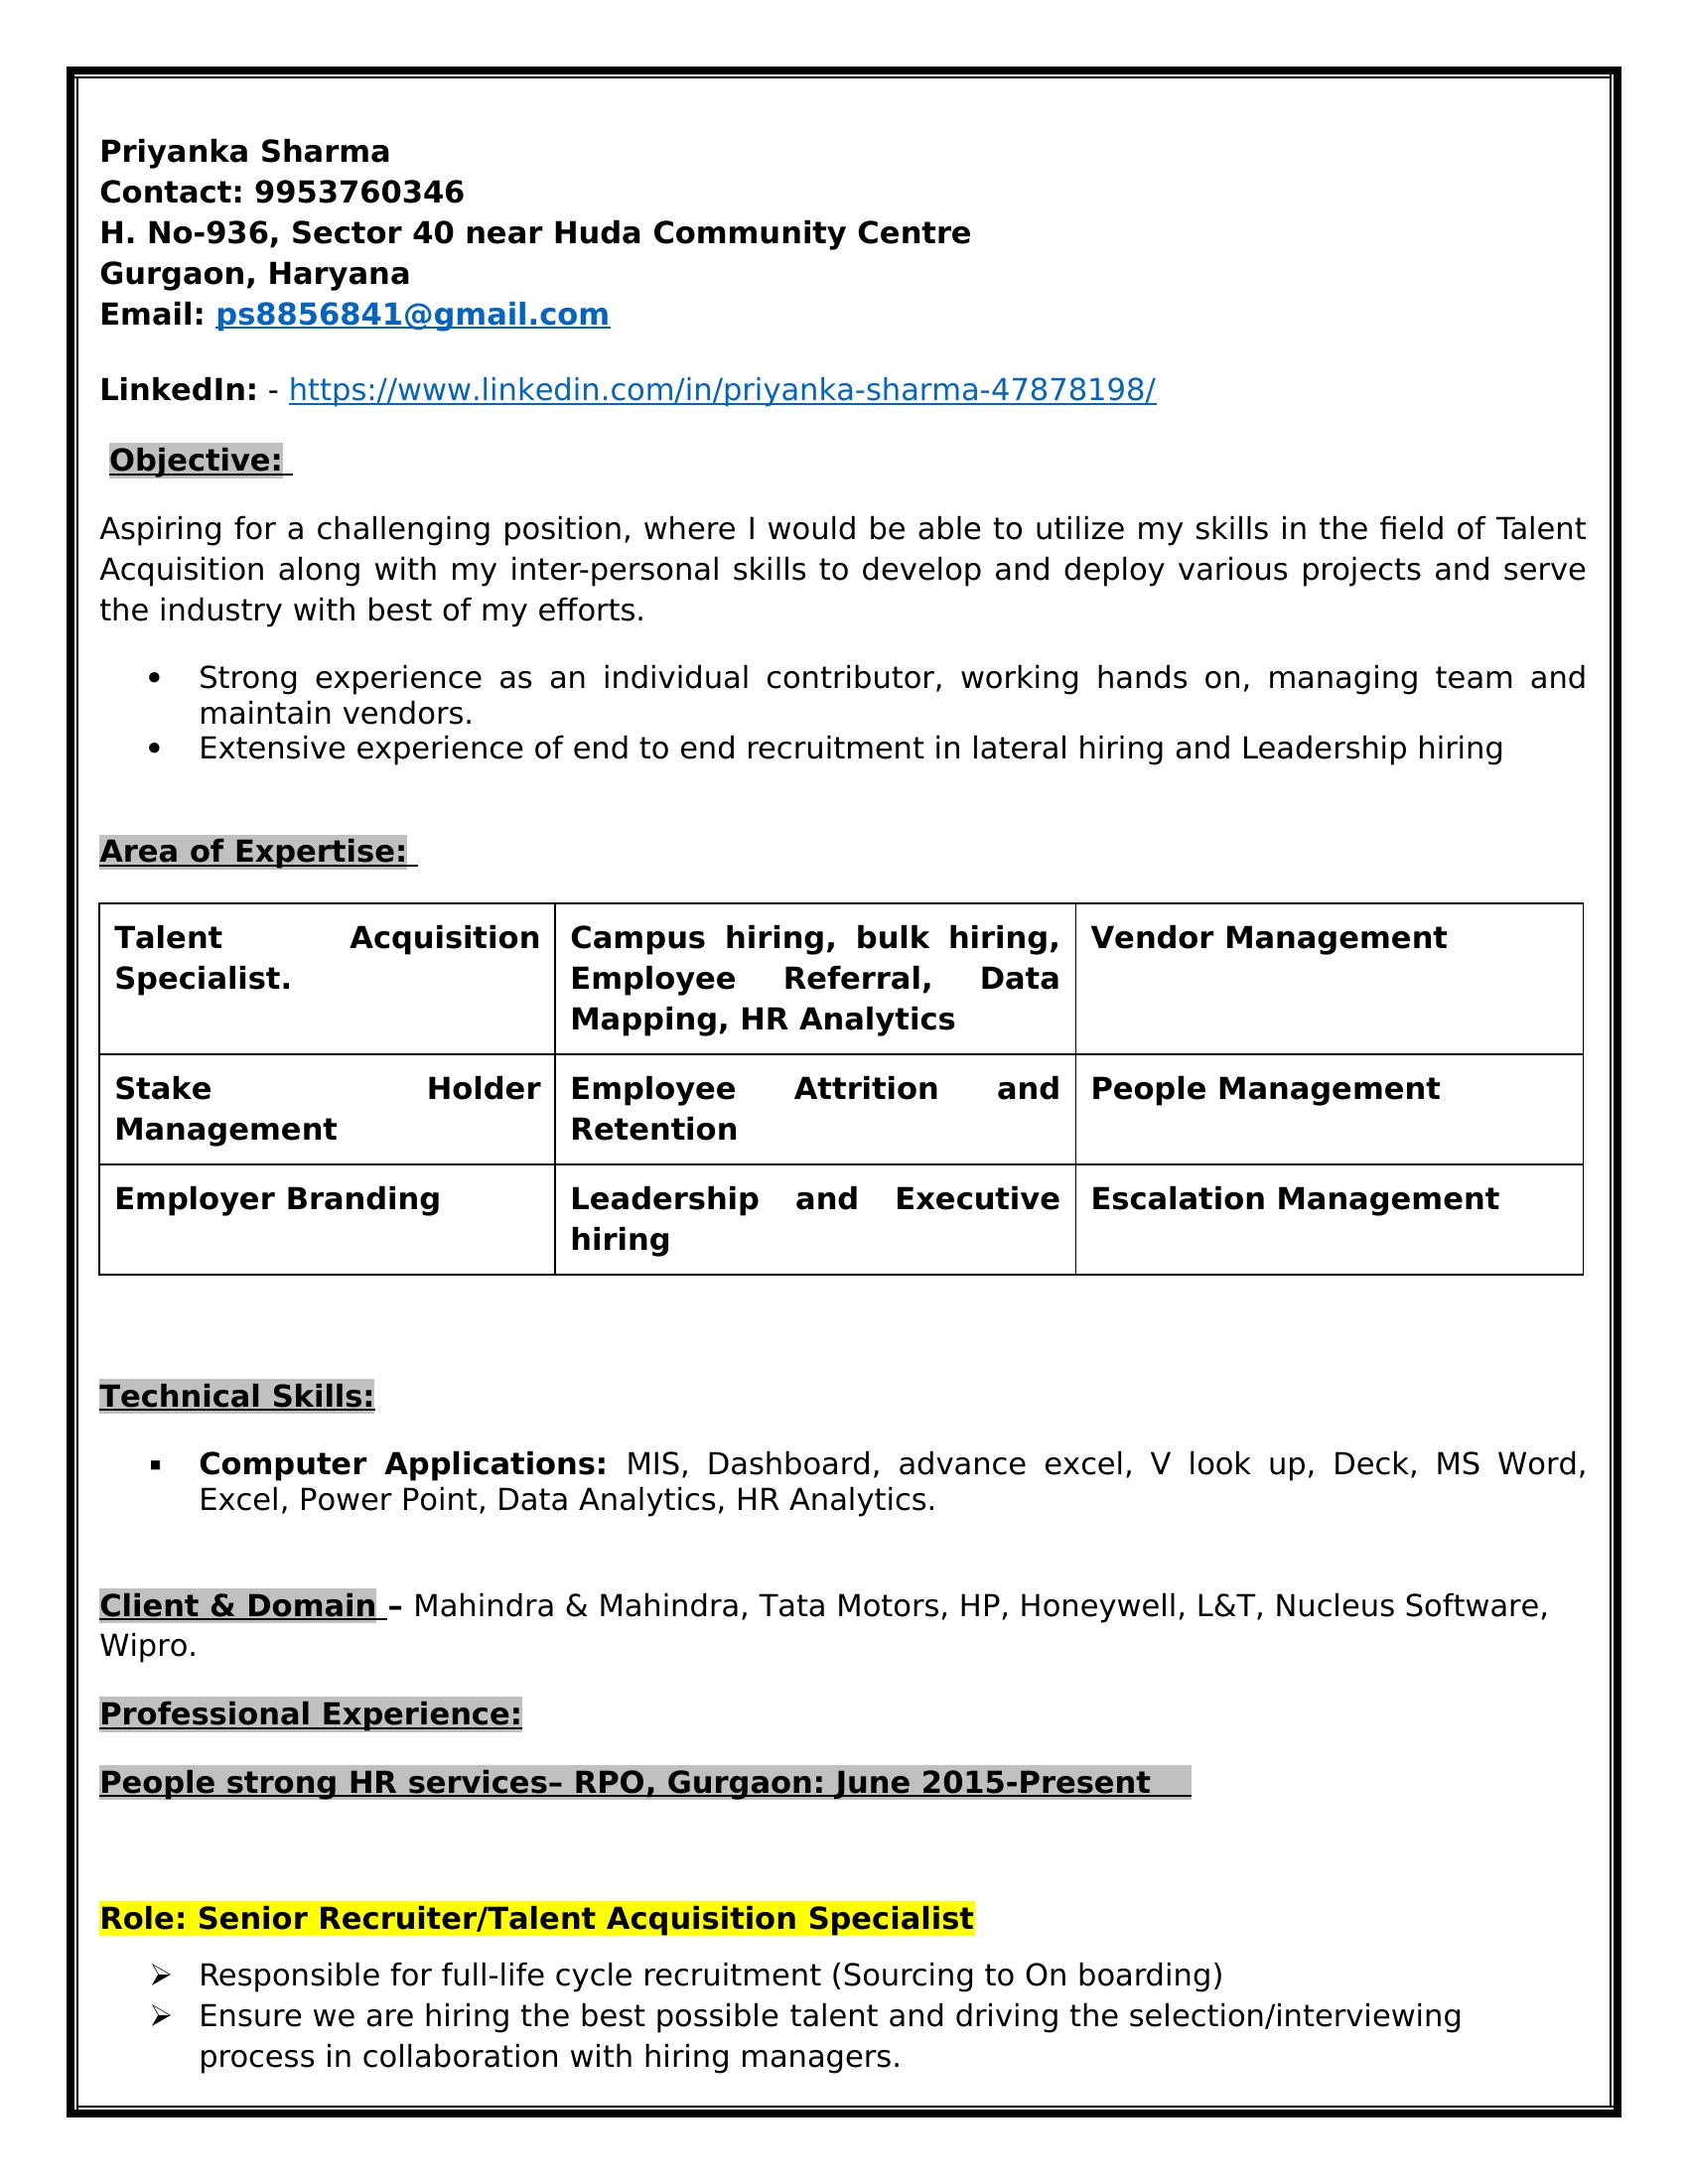 Priyanka Sharma
Contact: 9953760346
H. No-936, Sector 40 near Huda Community Centre
Gurgaon, Haryana
Email: ps8856841@gmail.com
LinkedIn: - https://www.linkedin.com/in/priyanka-sharma-47878198/
Objective:
Aspiring for a challenging position, where I would be able to utilize my skills in the field of Talent
Acquisition along with my inter-personal skills to develop and deploy various projects and serve
the industry with best of my efforts.
• Strong experience as an individual contributor, working hands on, managing team and
maintain vendors.
• Extensive experience of end to end recruitment in lateral hiring and Leadership hiring
Area of Expertise:
Talent Acquisition
Specialist.
Campus hiring, bulk hiring,
Employee Referral, Data
Mapping, HR Analytics
Vendor Management
Stake Holder
Management
Employee Attrition and
Retention
People Management
Employer Branding
Leadership and Executive
hiring
Escalation Management
Technical Skills:
▪ Computer Applications: MIS, Dashboard, advance excel, V look up, Deck, MS Word,
Excel, Power Point, Data Analytics, HR Analytics.
Client & Domain – Mahindra & Mahindra, Tata Motors, HP, Honeywell, L&T, Nucleus Software,
Wipro.
Professional Experience:
People strong HR services– RPO, Gurgaon: June 2015-Present
Role: Senior Recruiter/Talent Acquisition Specialist
➢ Responsible for full-life cycle recruitment (Sourcing to On boarding)
➢ Ensure we are hiring the best possible talent and driving the selection/interviewing
process in collaboration with hiring managers.